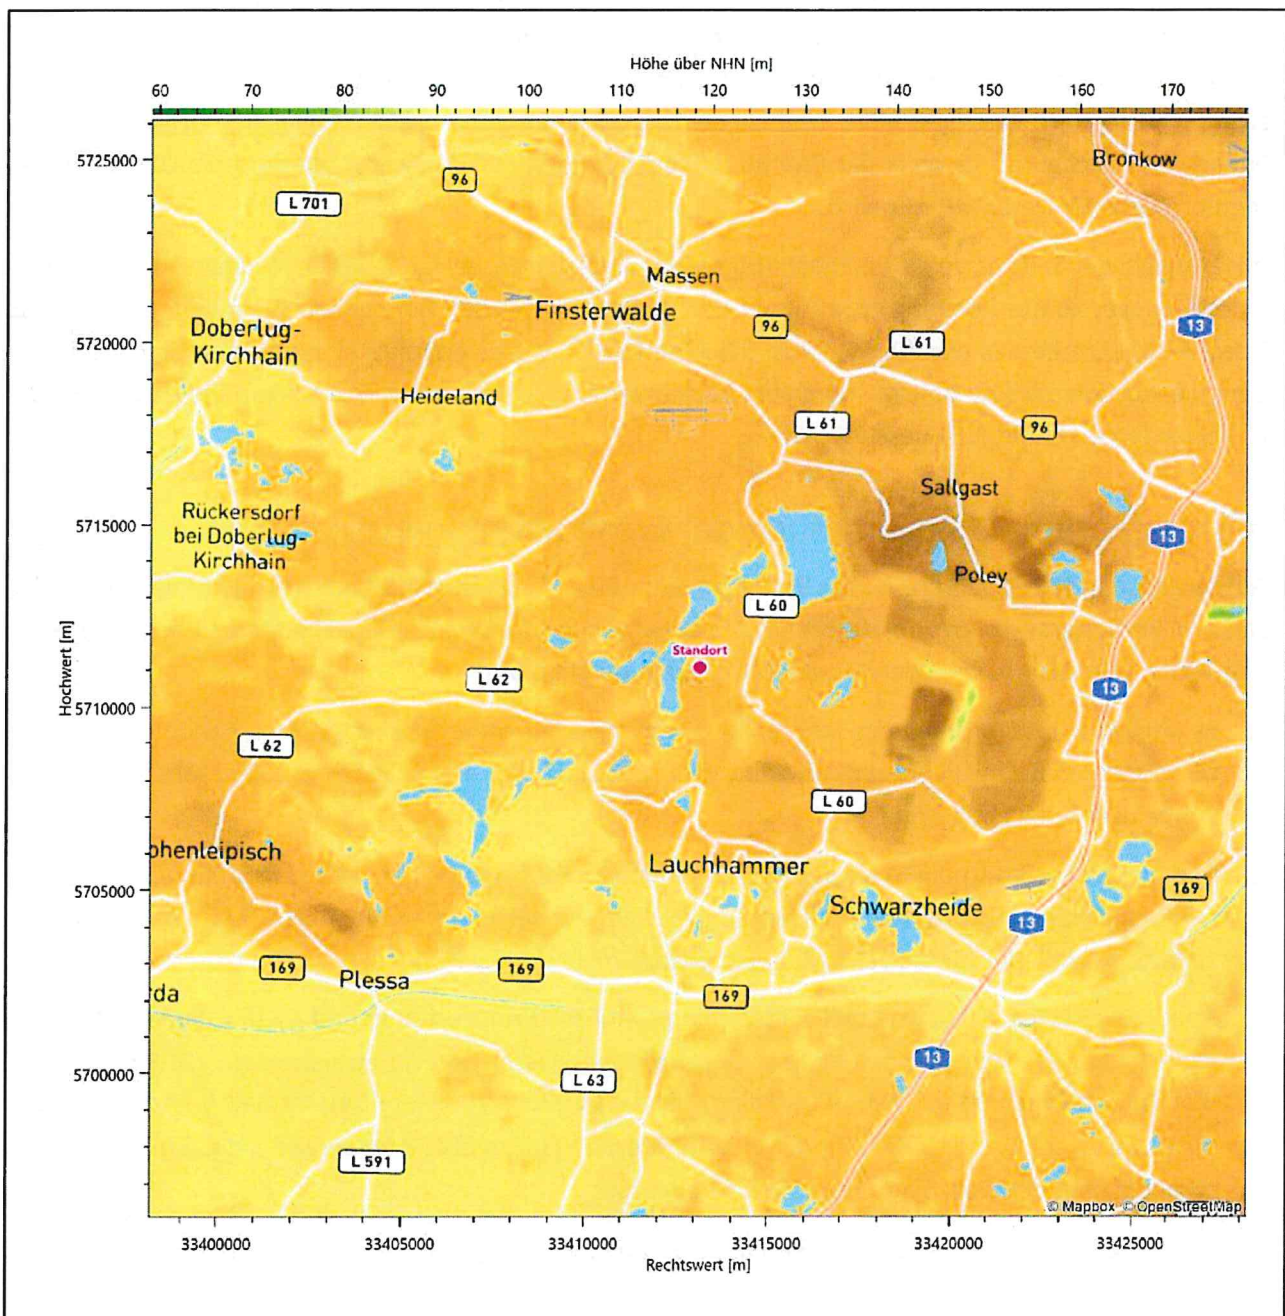 Höhe über NHN [m]
60 70 80 90 100 110 120 130 140 150 160 170
5725000
Bronkow
96
L 701
Massen
Finsterwalde
13
96
Doberlug-
Kirchhain
L 61
5720000
Heideland
L 61
96
Sallgast
Rückersdorf
bei Doberlug-
Kirchhain
5715000
13
Poley
L 60
Hochwert [m]
Standort
L 62
13
5710000
L 62
L 60
ohenleipisch
Lauchhammer
5705000
169
Schwarzheide
13
169
Plessa
169
169
rda
13
5700000
L 63
L 591
© Mapbox © OpenStreetMap
33400000 33405000 33410000 33415000 33420000 33425000
Rechtswert [m]